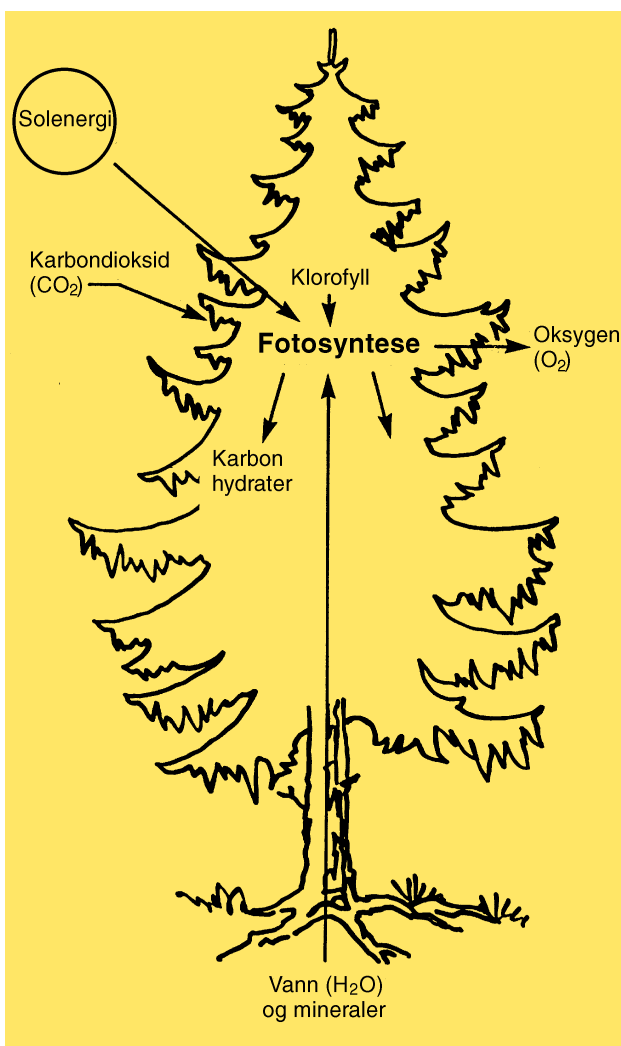 Solenergi
Karbondioksid
(CO₂)
Klorofyll
Fotosyntese
Oksygen
(O₂)
Karbon
hydrater
Vann (H₂O)
og mineraler